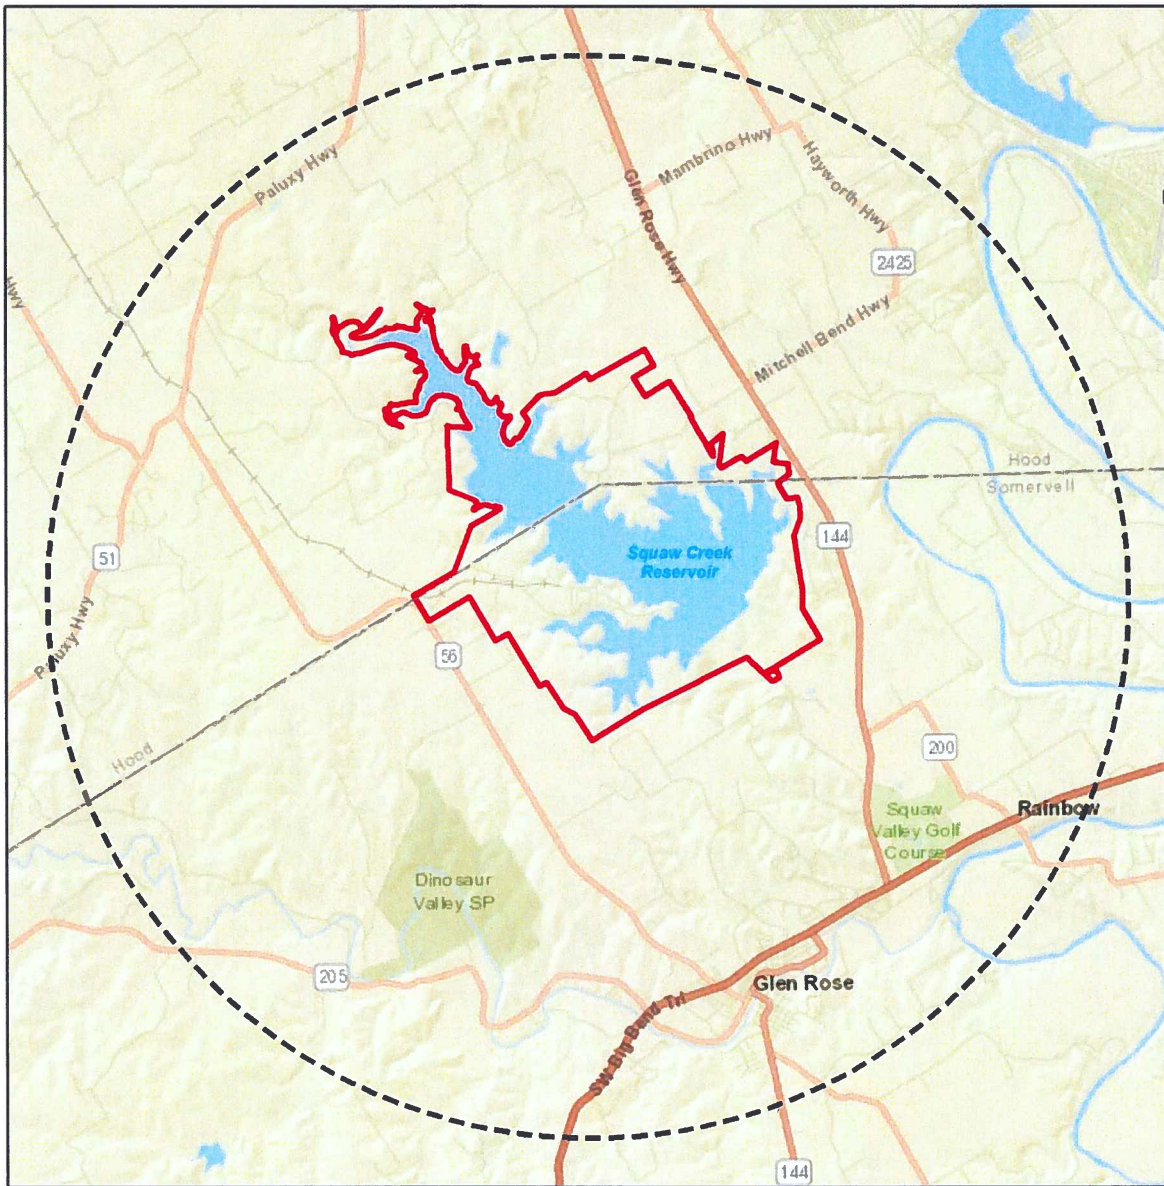 Paluxy Hwy
Mambrino Hwy
Hayworth Hwy
Glen Rose Hwy
2425
Hwy
Mitchell Bend Hwy
Hood
Somervell
144
51
Squaw Creek
Reservoir
Paluxy Hwy
56
Hood
200
Rainbow
Squaw
Valley Golf
Course
Dinosaur
Valley SP
205
Glen Rose
SW Big Bend Trl
144